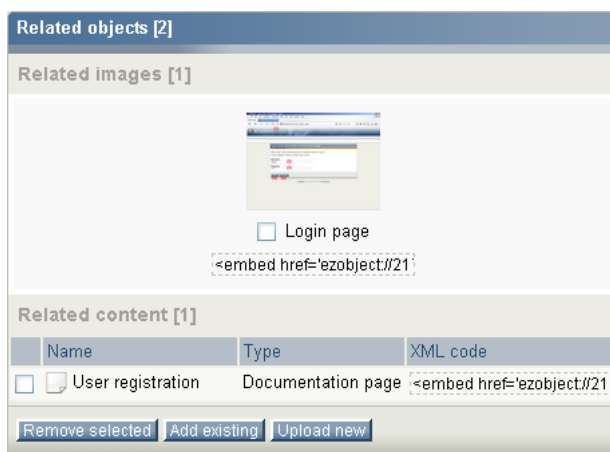 Related objects [2]
Related images [1]
Login page
<embed href='ezobject://21
Related content [1]
Name Type XML code
User registration Documentation page <embed href='ezobject://21
Remove selected Add existing Upload new